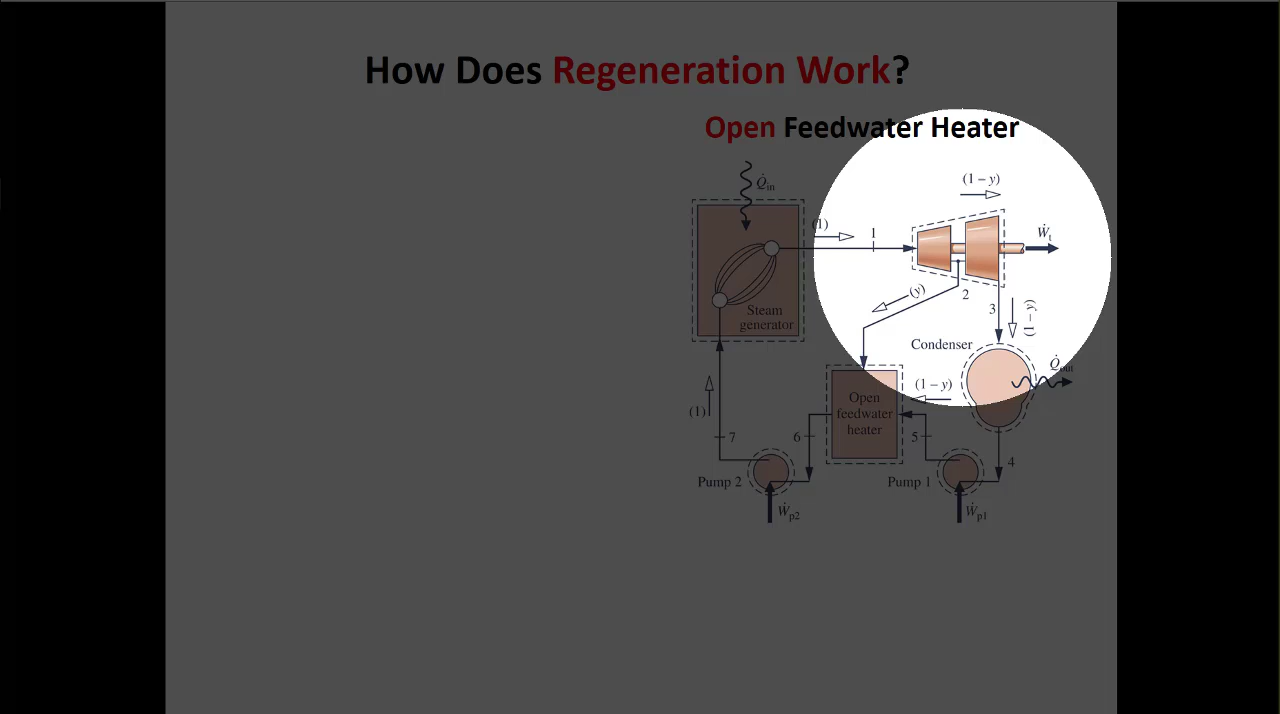 How Does Regeneration Work?
Open Feedwater Heater
(1 – y)
Q̇in
(1)
1
Ẇt
(y)
2
3
(1 – y)
Steam
generator
Condenser
Q̇out
(1 – y)
Open
feedwater
heater
(1)
7
6
5
4
Pump 2
Pump 1
Ẇp2
Ẇp1